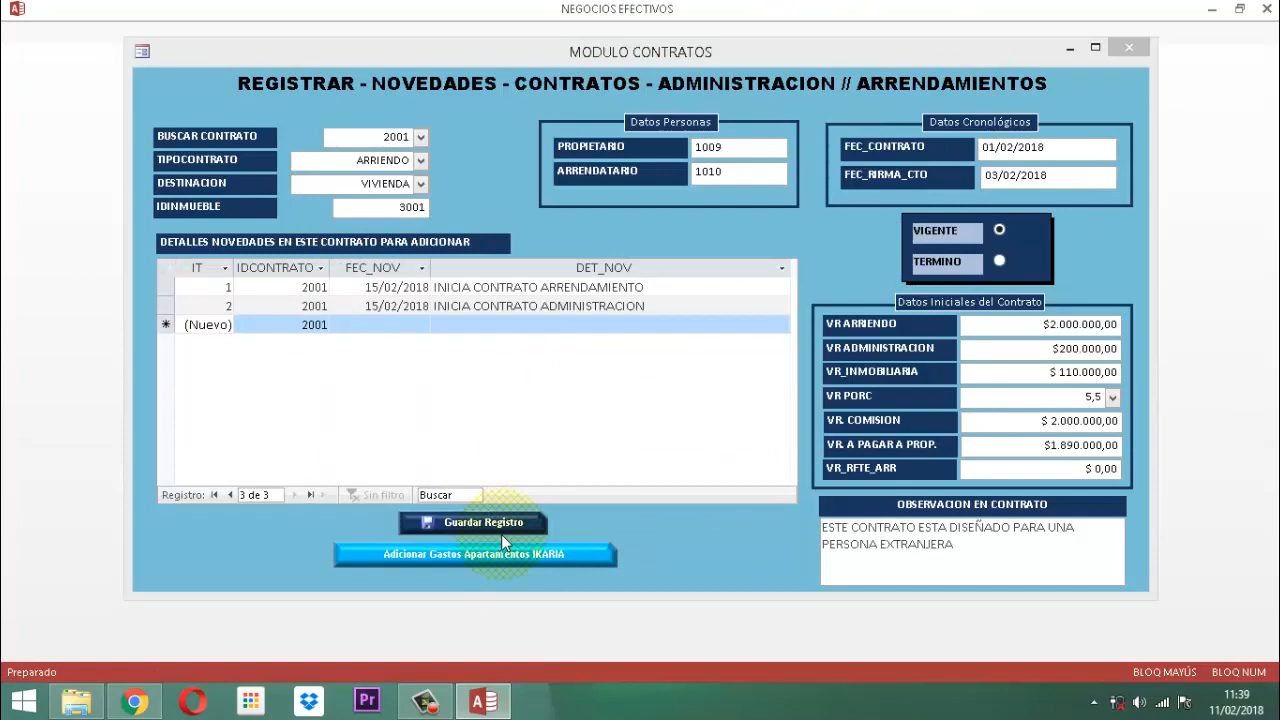 NEGOCIOS EFECTIVOS
MODULO CONTRATOS
REGISTRAR - NOVEDADES - CONTRATOS - ADMINISTRACION // ARRENDAMIENTOS
BUSCAR CONTRATO 2001
TIPOCONTRATO ARRIENDO
DESTINACION VIVIENDA
IDINMUEBLE 3001
Datos Personas
PROPIETARIO 1009
ARRENDATARIO 1010
Datos Cronológicos
FEC_CONTRATO 01/02/2018
FEC_RIRMA_CTO 03/02/2018
VIGENTE
TERMINO
DETALLES NOVEDADES EN ESTE CONTRATO PARA ADICIONAR
IT IDCONTRATO FEC_NOV DET_NOV
1 2001 15/02/2018 INICIA CONTRATO ARRENDAMIENTO
2 2001 15/02/2018 INICIA CONTRATO ADMINISTRACION
* (Nuevo) 2001
Registro: 3 de 3 Sin filtro Buscar
Datos Iniciales del Contrato
VR ARRIENDO $2.000.000,00
VR ADMINISTRACION $200.000,00
VR_INMOBILIARIA $ 110.000,00
VR PORC 5,5
VR. COMISION $ 2.000.000,00
VR. A PAGAR A PROP. $1.890.000,00
VR_RFTE_ARR $ 0,00
Guardar Registro
Adicionar Gastos Apartamentos IKARIA
OBSERVACION EN CONTRATO
ESTE CONTRATO ESTA DISEÑADO PARA UNA
PERSONA EXTRANJERA
Preparado
BLOQ MAYÚS BLOQ NUM
Pr
11:39
11/02/2018